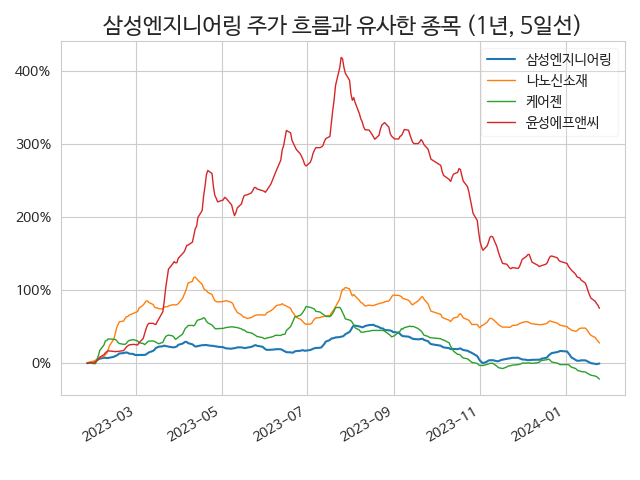 삼성엔지니어링 주가 흐름과 유사한 종목 (1년, 5일선)
삼성엔지니어링
나노신소재
케어젠
윤성에프앤씨
400%
300%
200%
100%
0%
2023-03
2023-05
2023-07
2023-09
2023-11
2024-01